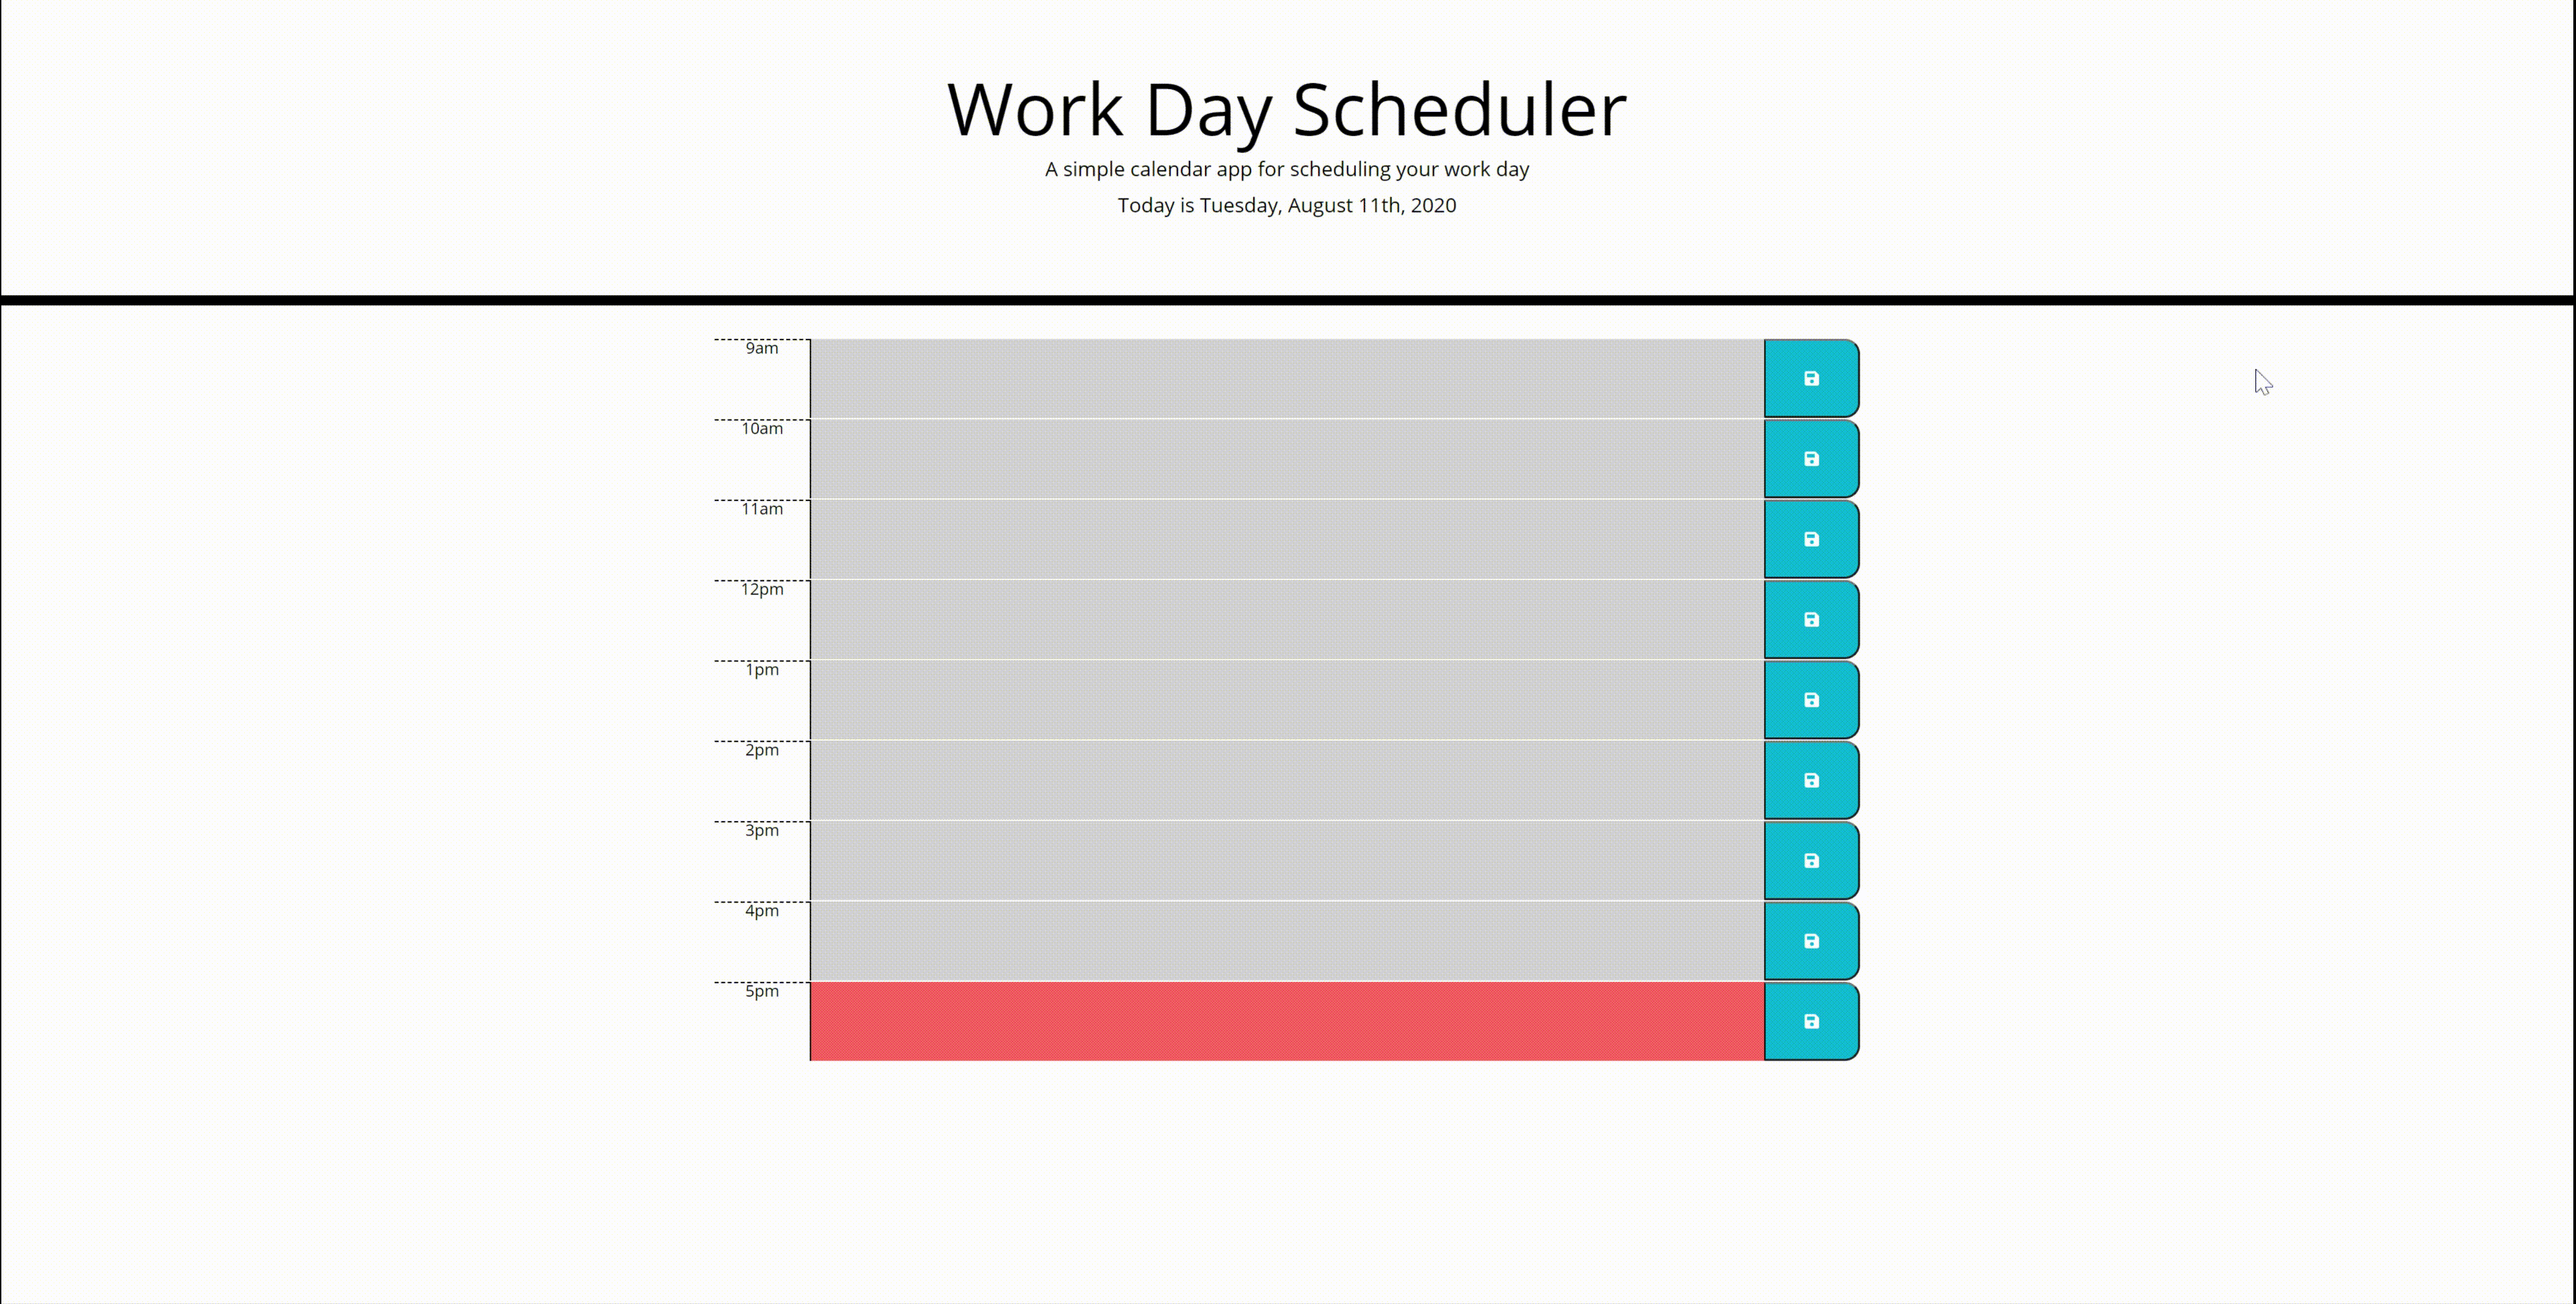 Work Day Scheduler
A simple calendar app for scheduling your work day
Today is Tuesday, August 11th, 2020
9am
10am
11am
12pm
1pm
2pm
3pm
4pm
5pm